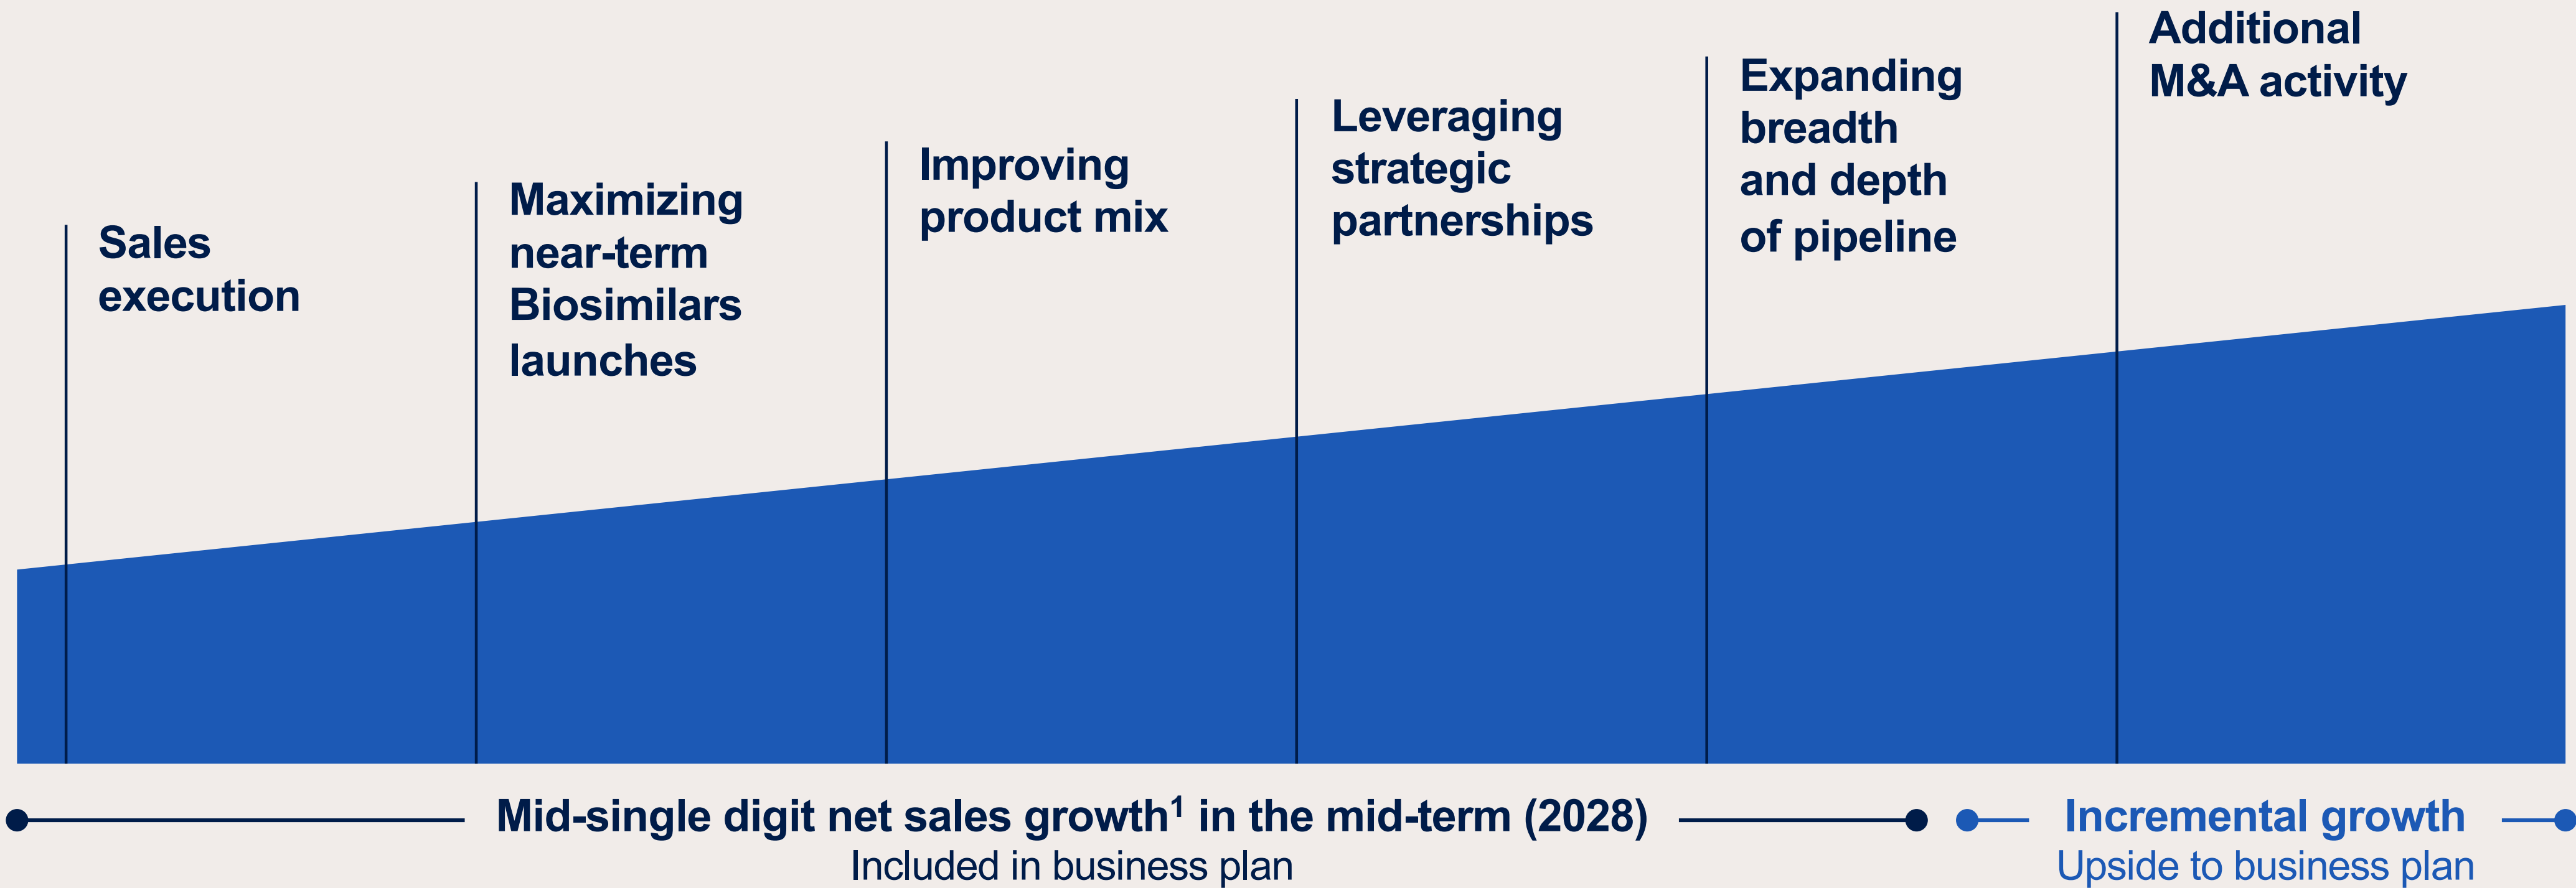 Sales
execution
Maximizing
near-term
Biosimilars
launches
Improving
product mix
Leveraging
strategic
partnerships
Expanding
breadth
and depth
of pipeline
Additional
M&A activity
Mid-single digit net sales growth¹ in the mid-term (2028)
Included in business plan
Incremental growth
Upside to business plan